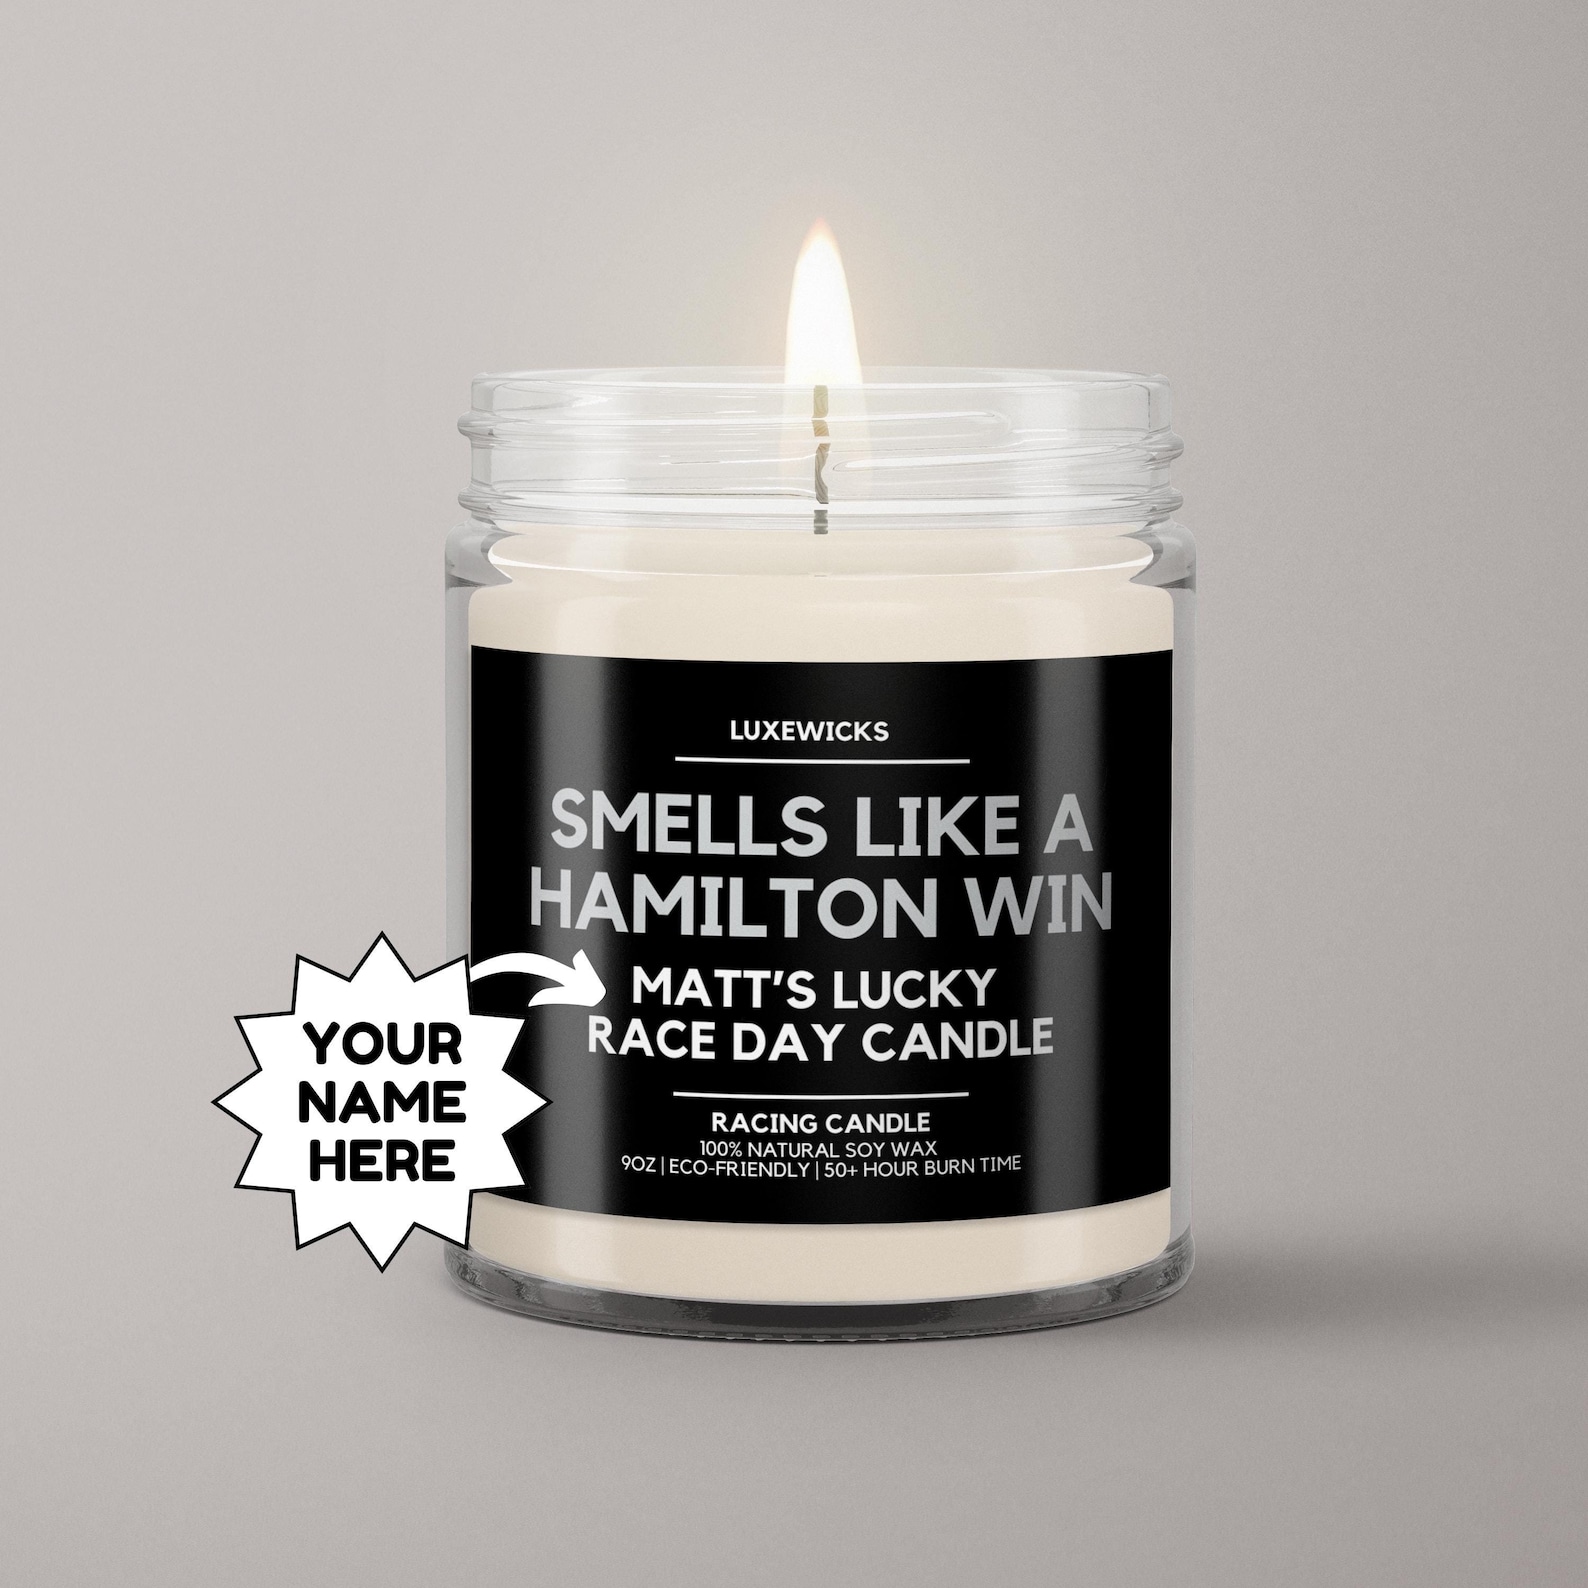 LUXEWICKS
SMELLS LIKE A
HAMILTON WIN
MATT'S LUCKY
RACE DAY CANDLE
RACING CANDLE
100% NATURAL SOY WAX
9OZ | ECO-FRIENDLY | 50+ HOUR BURN TIME
YOUR
NAME
HERE